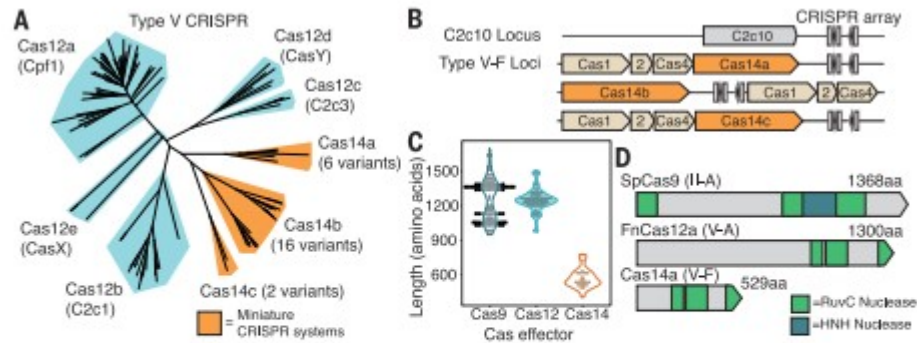 A
Type V CRISPR
Cas12a
(Cpf1)
Cas12d
(CasY)
Cas12c
(C2c3)
Cas14a
(6 variants)
Cas14b
(16 variants)
Cas14c (2 variants)
Cas12e
(CasX)
Cas12b
(C2c1)
= Miniature
CRISPR systems
B
CRISPR array
C2c10 Locus
C2c10
Type V-F Loci
Cas1 2 Cas4 Cas14a
Cas14b Cas1 2 Cas4
Cas1 2 Cas4 Cas14c
C
Length (amino acids)
1500
1200
900
600
Cas9 Cas12 Cas14
Cas effector
D
SpCas9 (II-A) 1368aa
FnCas12a (V-A) 1300aa
Cas14a (V-F) 529aa
=RuvC Nuclease
=HNH Nuclease